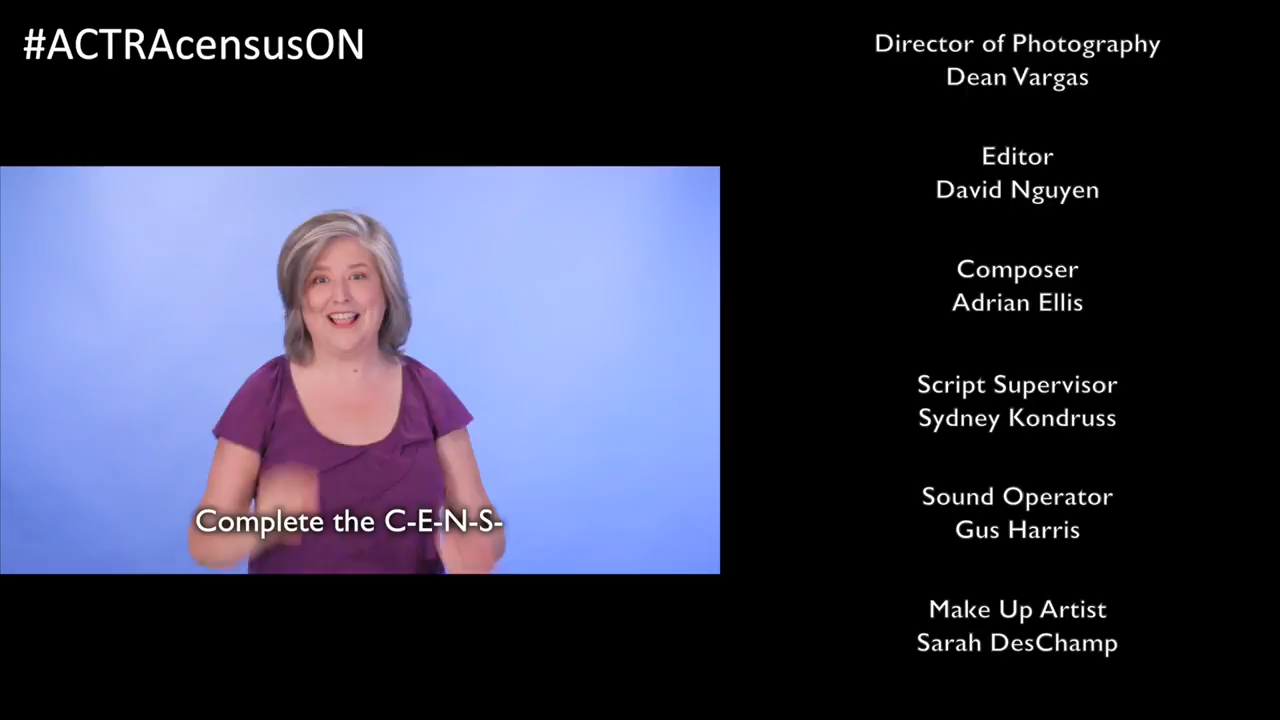 #ACTRAcensusON
Complete the C-E-N-S-
Director of Photography
Dean Vargas
Editor
David Nguyen
Composer
Adrian Ellis
Script Supervisor
Sydney Kondruss
Sound Operator
Gus Harris
Make Up Artist
Sarah DesChamp